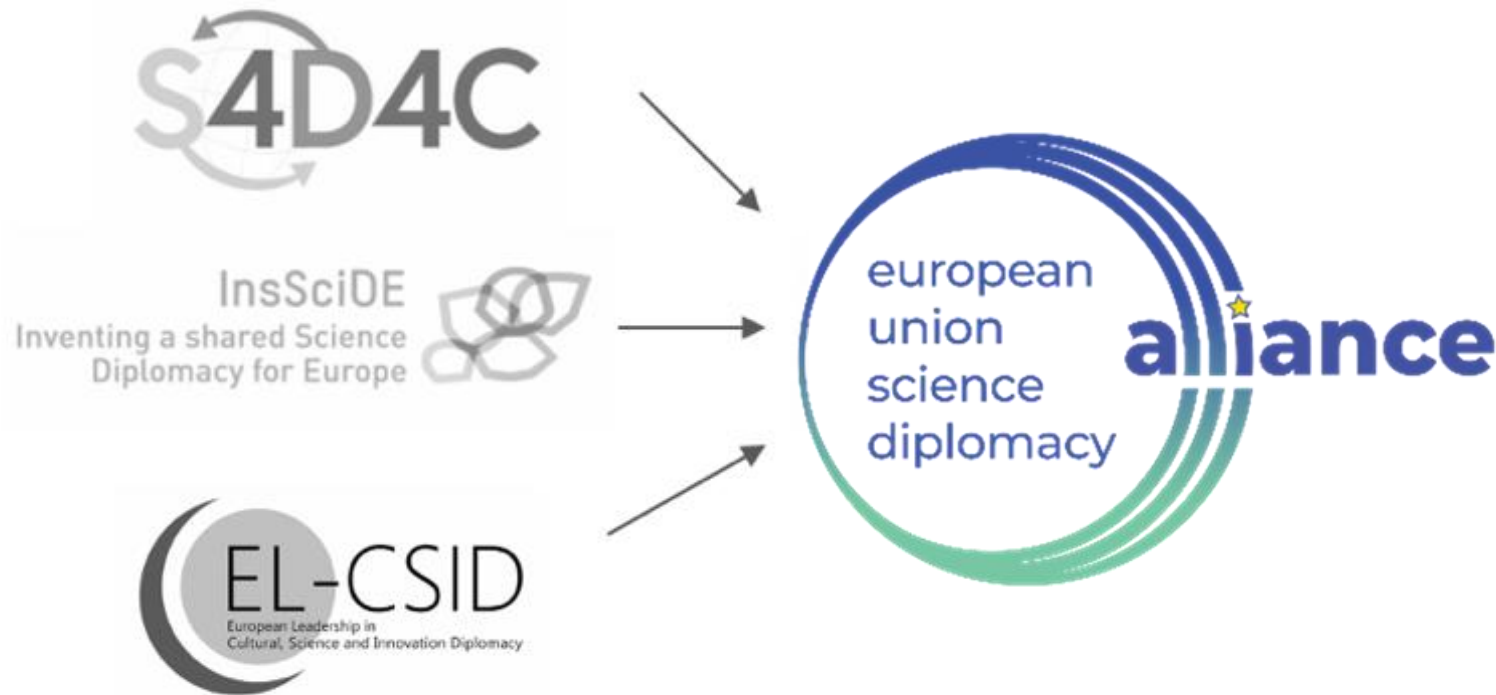 S4D4C
InsSciDE
Inventing a shared Science
Diplomacy for Europe
EL-CSID
European Leadership in
Cultural, Science and Innovation Diplomacy
european
union
science
diplomacy
alliance